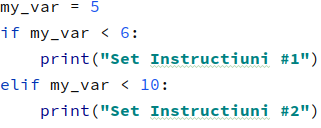 my_var = 5
if my_var < 6:
    print("Set Instructiuni #1")
elif my_var < 10:
    print("Set Instructiuni #2")